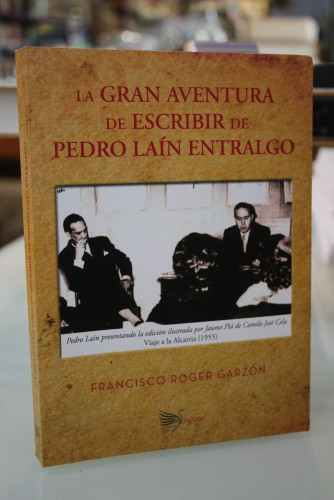 LA GRAN AVENTURA
DE ESCRIBIR DE
PEDRO LAÍN ENTRALGO
Pedro Laín presentando la edición ilustrada por Jaume Plá de Camilo José Cela
Viaje a la Alcarria (1955)
FRANCISCO ROGER GARZÓN